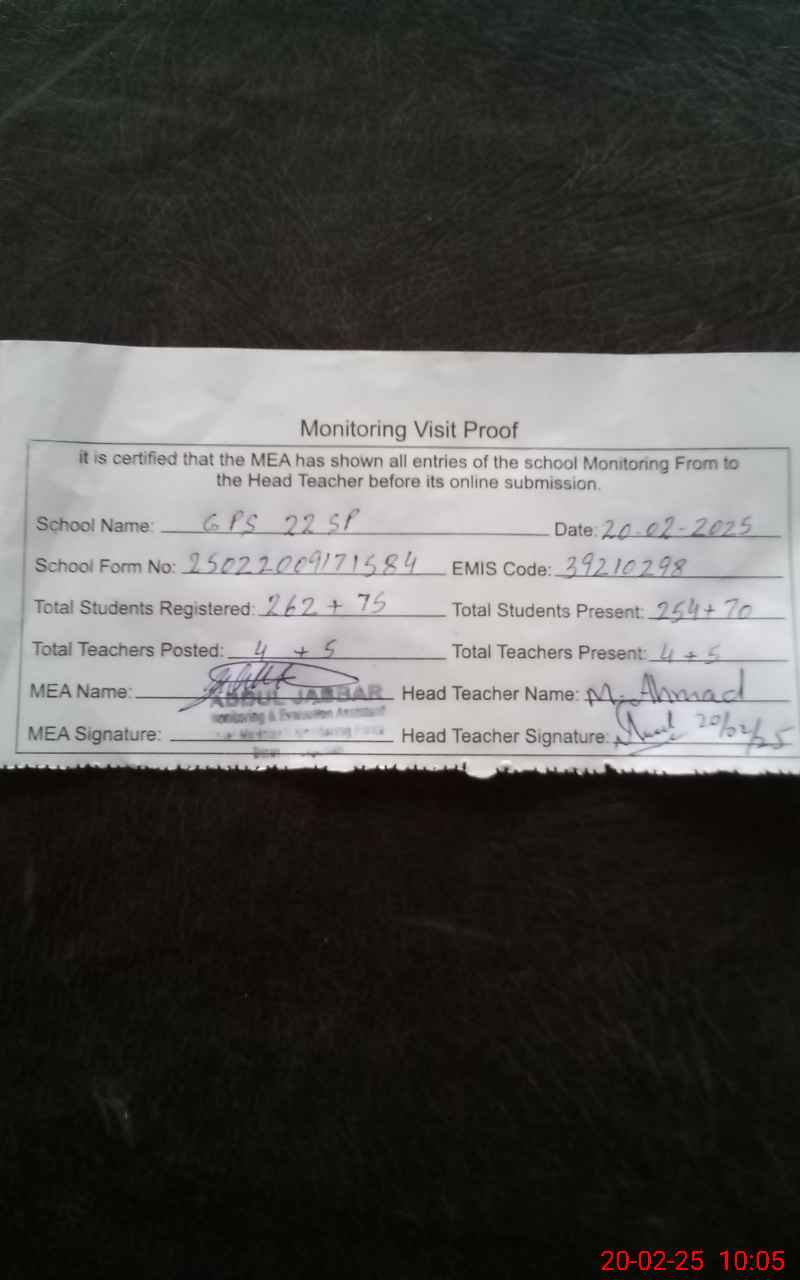 Monitoring Visit Proof
it is certified that the MEA has shown all entries of the school Monitoring From to
the Head Teacher before its online submission.
School Name: GPS 22 SP Date: 20-02-2025
School Form No: 25022009171584 EMIS Code: 39210298
Total Students Registered: 262 + 75 Total Students Present: 254+70
Total Teachers Posted: 4 + 5 Total Teachers Present: 4 + 5
MEA Name: ABDUL JABBAR Head Teacher Name: M. Ahmad
Monitoring & Evaluation Assistant
MEA Signature: Head Teacher Signature: 20/02/25
20-02-25 10:05